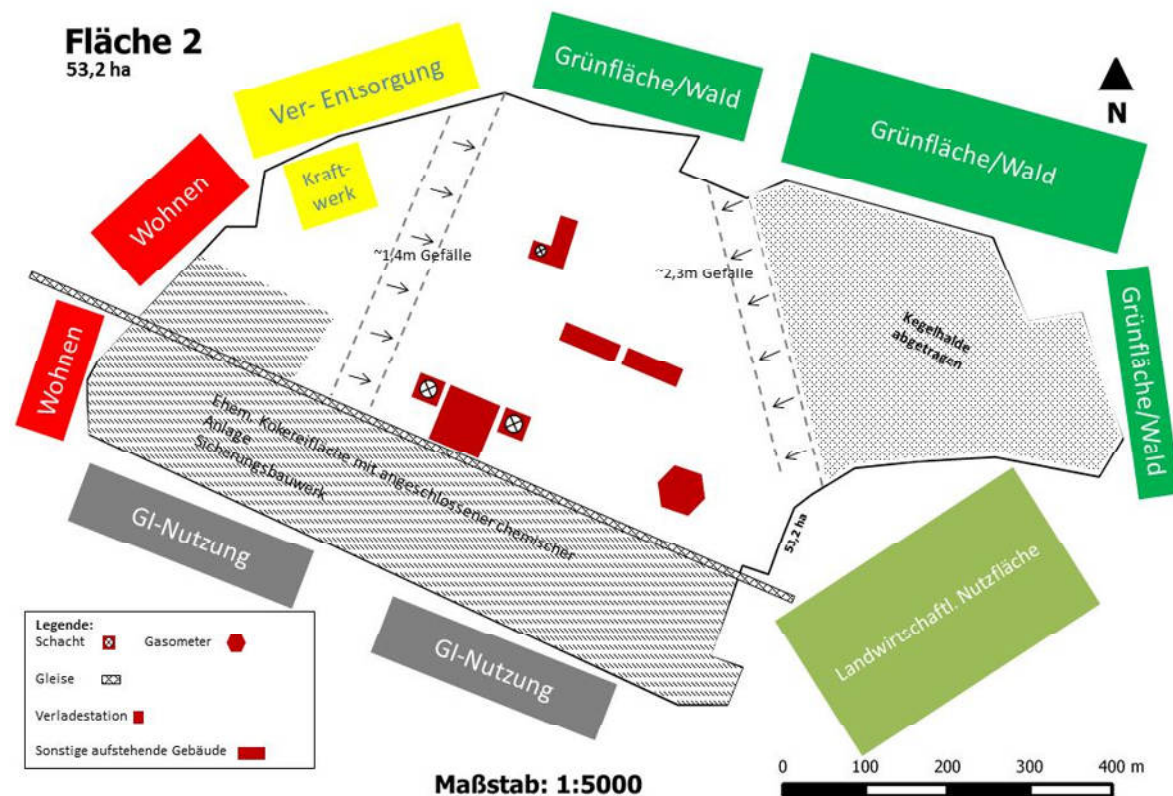 Fläche 2
53,2 ha
Ver- Entsorgung
Grünfläche/Wald
Grünfläche/Wald
N
Kraft-
werk
Wohnen
~1,4m Gefälle
~2,3m Gefälle
Kegelhalde
abgetragen
Grünfläche/Wald
Wohnen
Ehem. Kokereifläche mit angeschlossener chemischer
Anlage
Sicherungsbauwerk
53,2 ha
GI-Nutzung
GI-Nutzung
Landwirtschaftl. Nutzfläche
Legende:
Schacht
Gasometer
Gleise
Verladestation
Sonstige aufstehende Gebäude
Maßstab: 1:5000
0 100 200 300 400 m